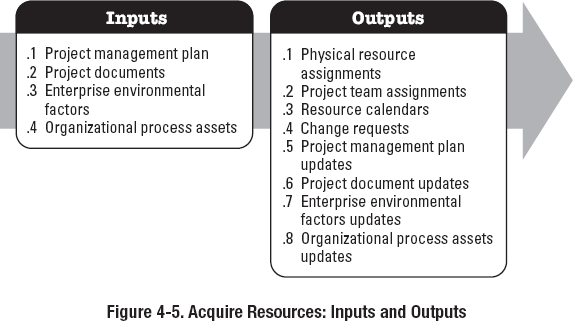 Inputs
.1 Project management plan
.2 Project documents
.3 Enterprise environmental
factors
.4 Organizational process assets
Outputs
.1 Physical resource
assignments
.2 Project team assignments
.3 Resource calendars
.4 Change requests
.5 Project management plan
updates
.6 Project document updates
.7 Enterprise environmental
factors updates
.8 Organizational process assets
updates
Figure 4-5. Acquire Resources: Inputs and Outputs